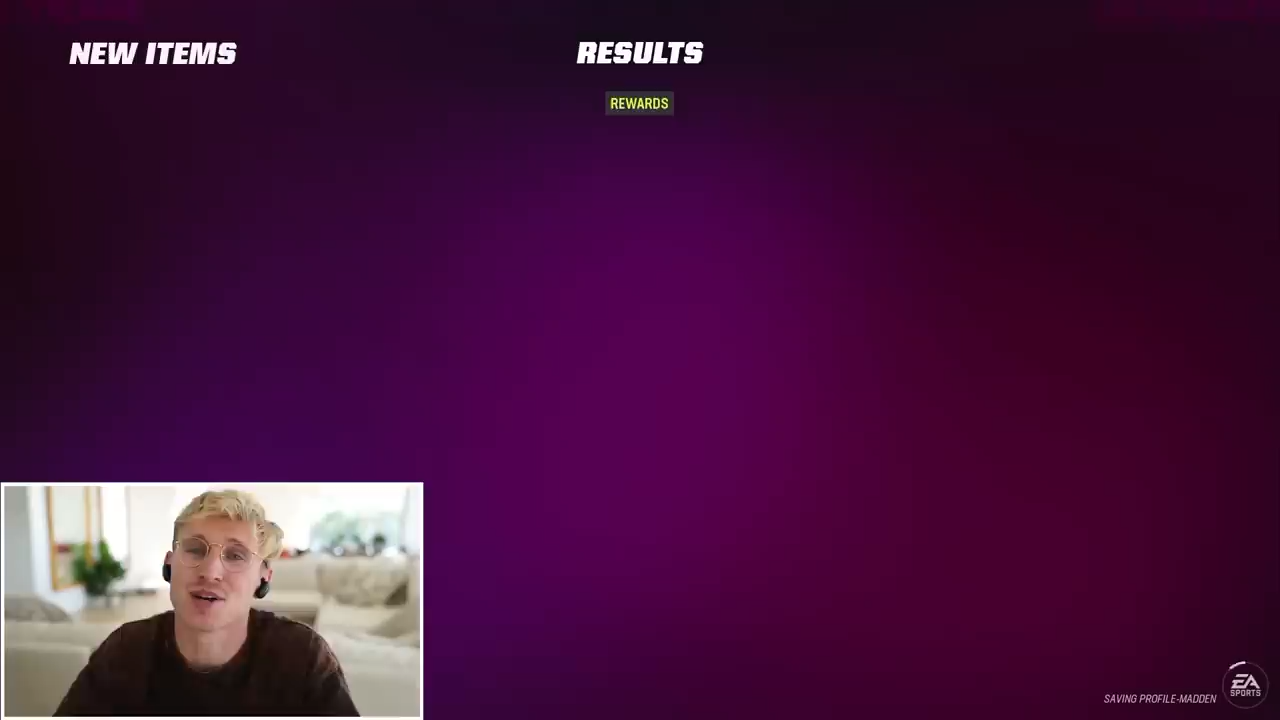 NEW ITEMS
RESULTS
REWARDS
SAVING PROFILE-MADDEN
EA
SPORTS